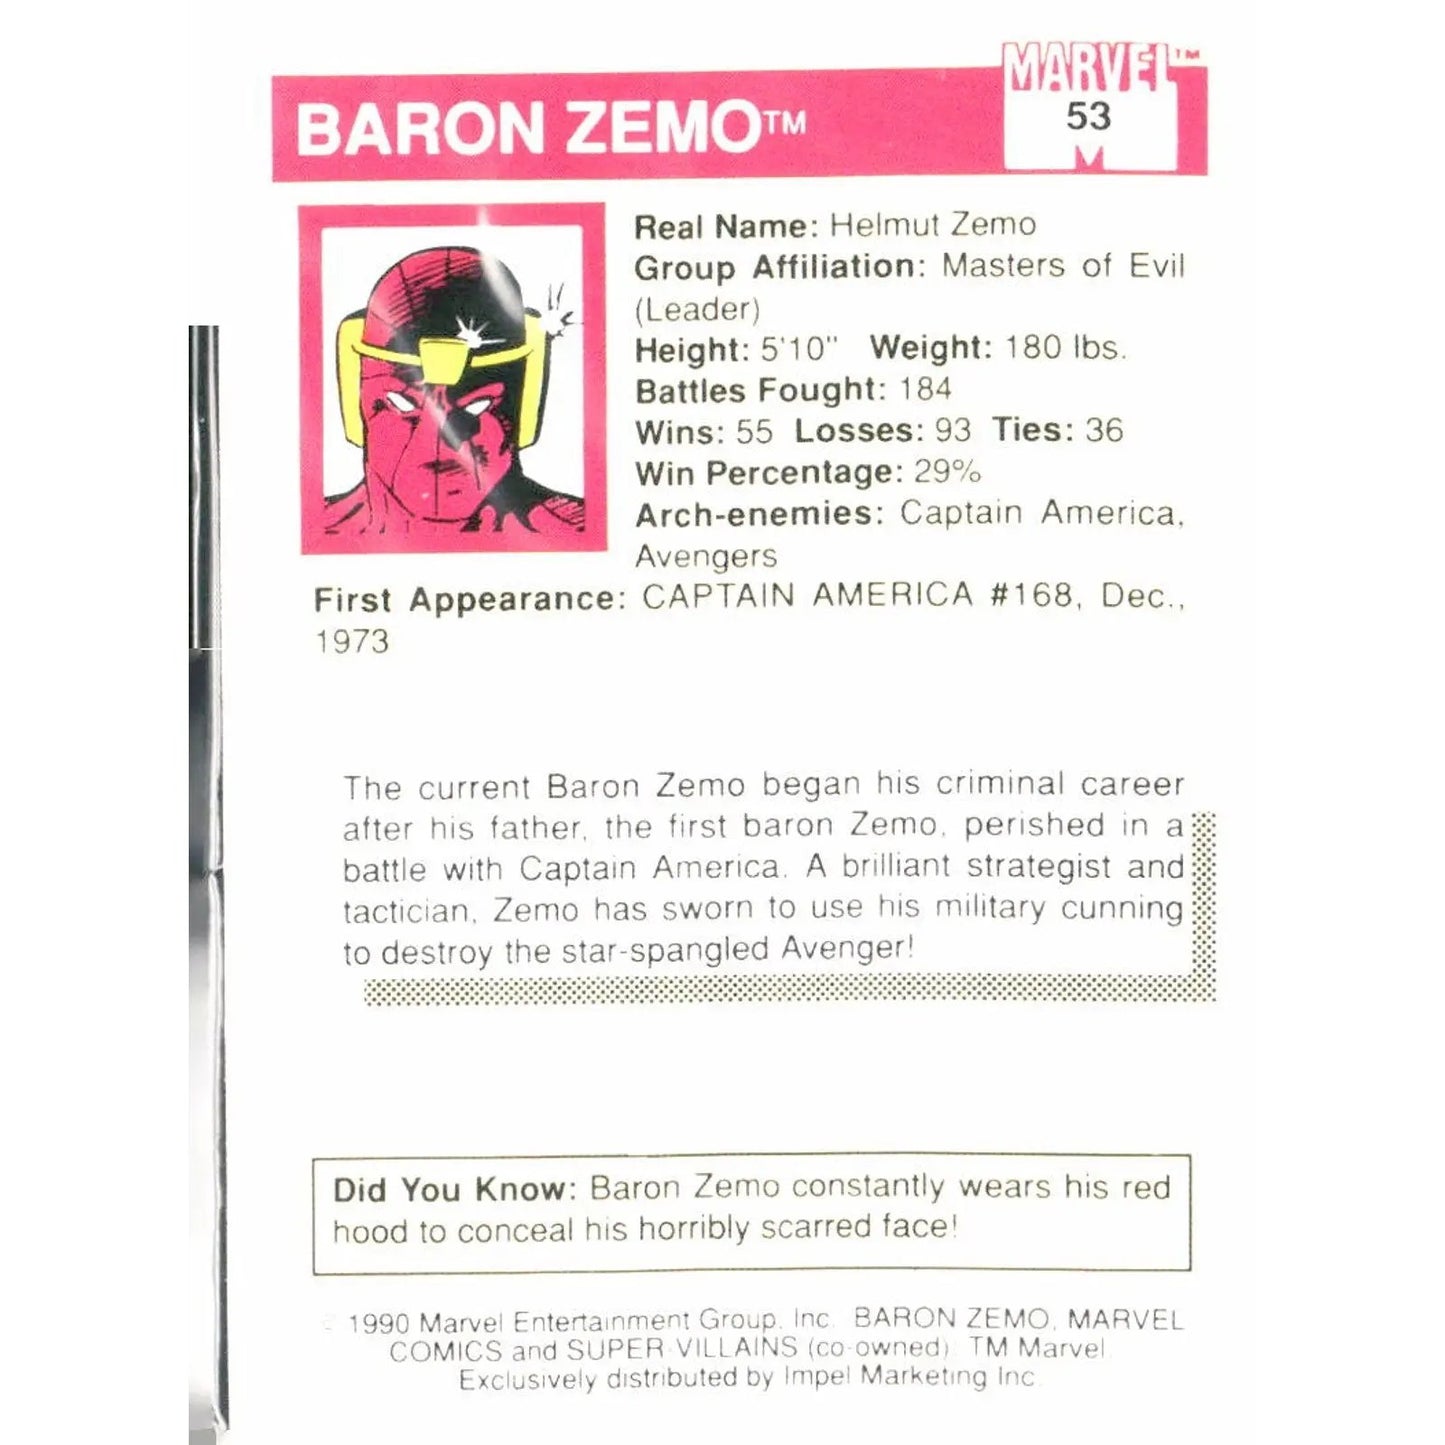 MARVEL™
BARON ZEMO™
53
Real Name: Helmut Zemo
Group Affiliation: Masters of Evil
(Leader)
Height: 5'10" Weight: 180 lbs.
Battles Fought: 184
Wins: 55 Losses: 93 Ties: 36
Win Percentage: 29%
Arch-enemies: Captain America,
Avengers
First Appearance: CAPTAIN AMERICA #168, Dec.,
1973
The current Baron Zemo began his criminal career
after his father, the first baron Zemo, perished in a
battle with Captain America. A brilliant strategist and
tactician, Zemo has sworn to use his military cunning
to destroy the star-spangled Avenger!
Did You Know: Baron Zemo constantly wears his red
hood to conceal his horribly scarred face!
© 1990 Marvel Entertainment Group, Inc. BARON ZEMO, MARVEL
COMICS and SUPER-VILLAINS (co-owned) TM Marvel.
Exclusively distributed by Impel Marketing Inc.